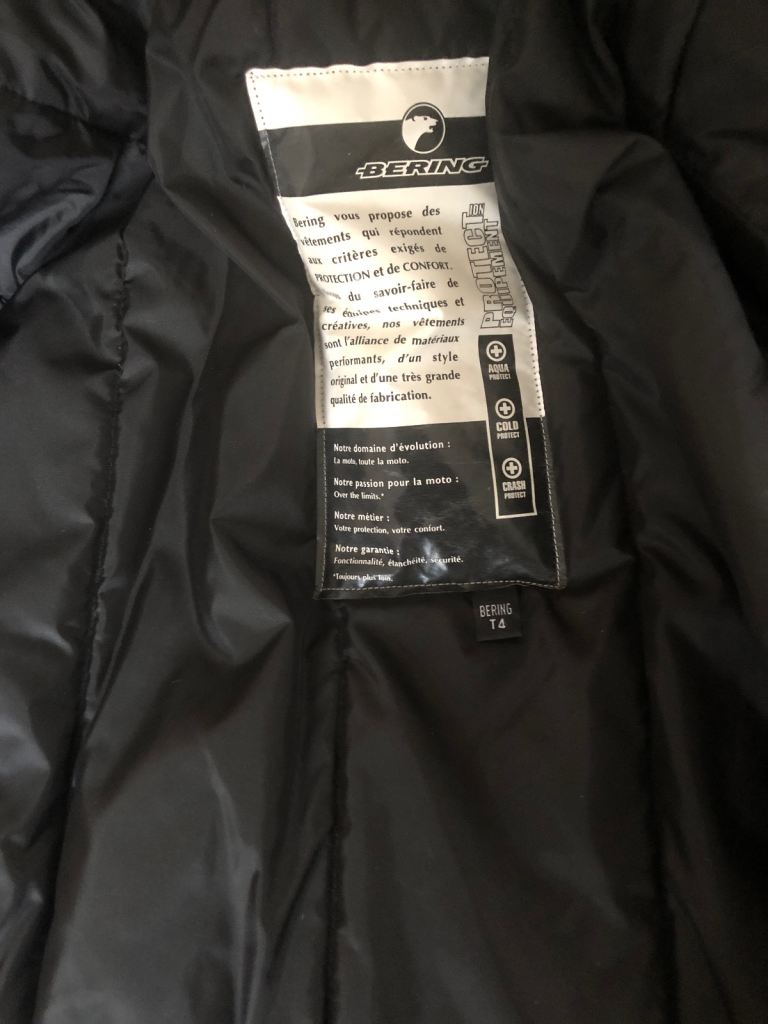 BERING
Bering vous propose des
vêtements qui répondent
aux critères exigés de
PROTECTION et de CONFORT.
du savoir-faire de
ses équipes techniques et
créatives, nos vêtements
sont l'alliance de matériaux
performants, d'un style
original et d'une très grande
qualité de fabrication.
PROTECTION
EQUIPEMENT
AQUA
PROTECT
COLD
PROTECT
CRASH
PROTECT
Notre domaine d'évolution :
La moto, toute la moto.
Notre passion pour la moto :
Over the limits.*
Notre métier :
Votre protection, votre confort.
Notre garantie :
Fonctionnalité, étanchéité, sécurité.
*Toujours plus loin.
BERING
T4